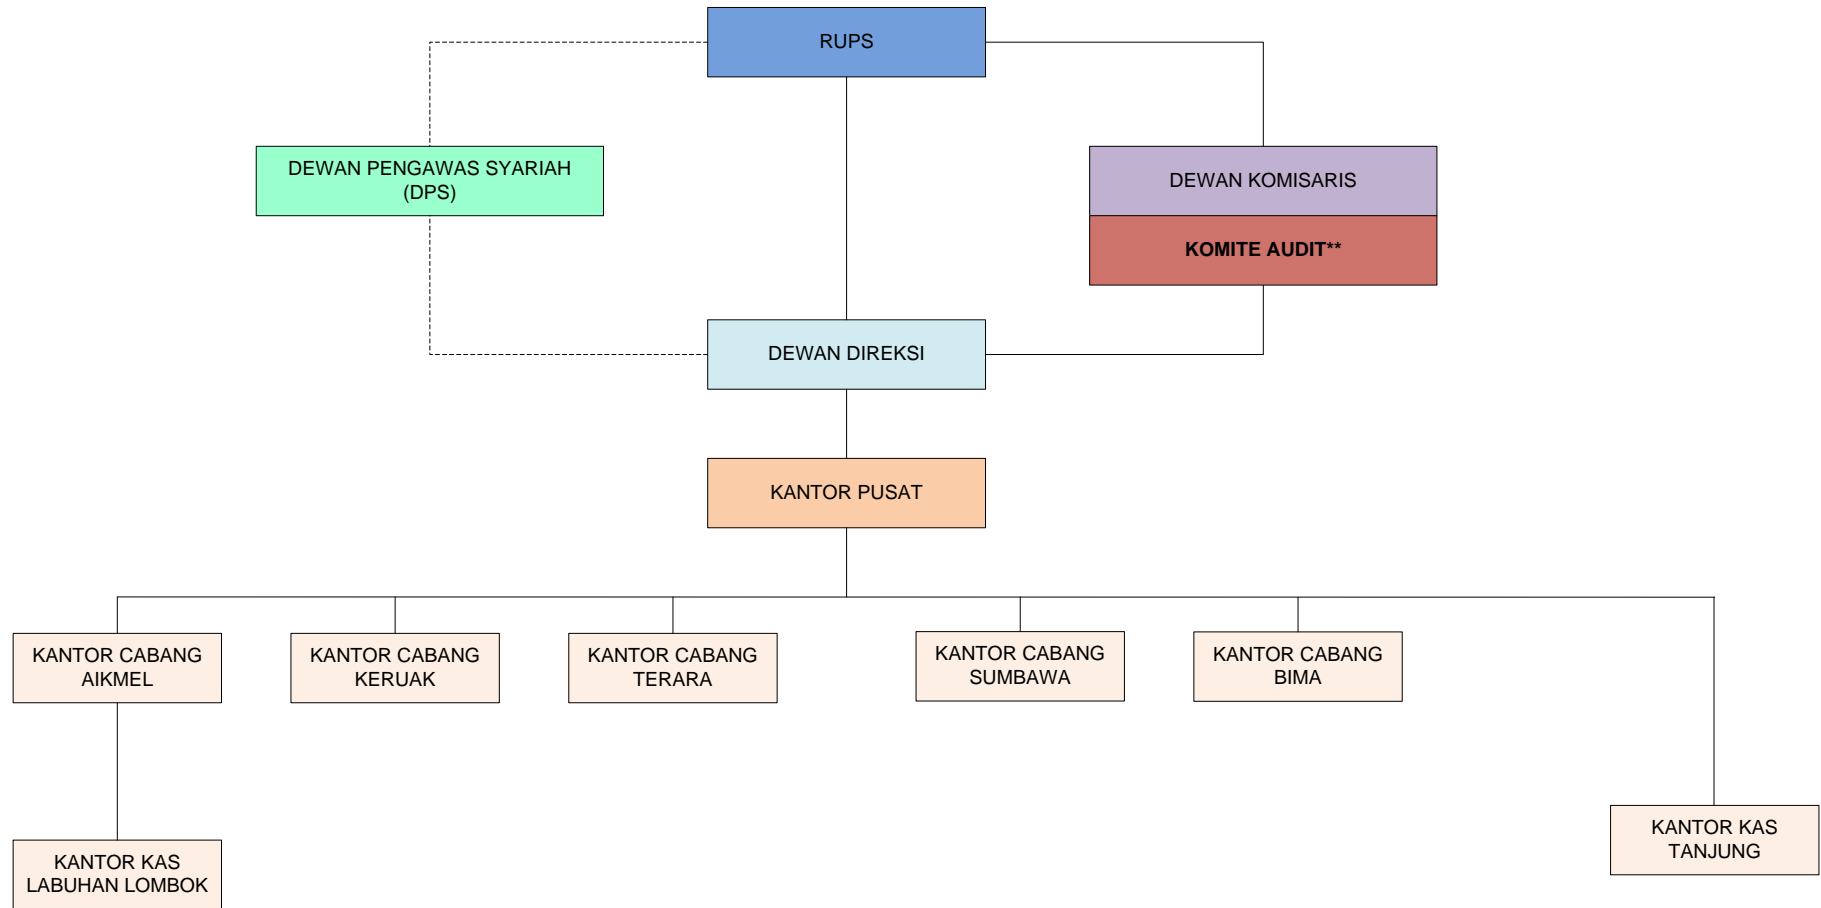 RUPS
DEWAN PENGAWAS SYARIAH
(DPS)
DEWAN KOMISARIS
KOMITE AUDIT**
DEWAN DIREKSI
KANTOR PUSAT
KANTOR CABANG
AIKMEL
KANTOR CABANG
KERUAK
KANTOR CABANG
TERARA
KANTOR CABANG
SUMBAWA
KANTOR CABANG
BIMA
KANTOR KAS
TANJUNG
KANTOR KAS
LABUHAN LOMBOK